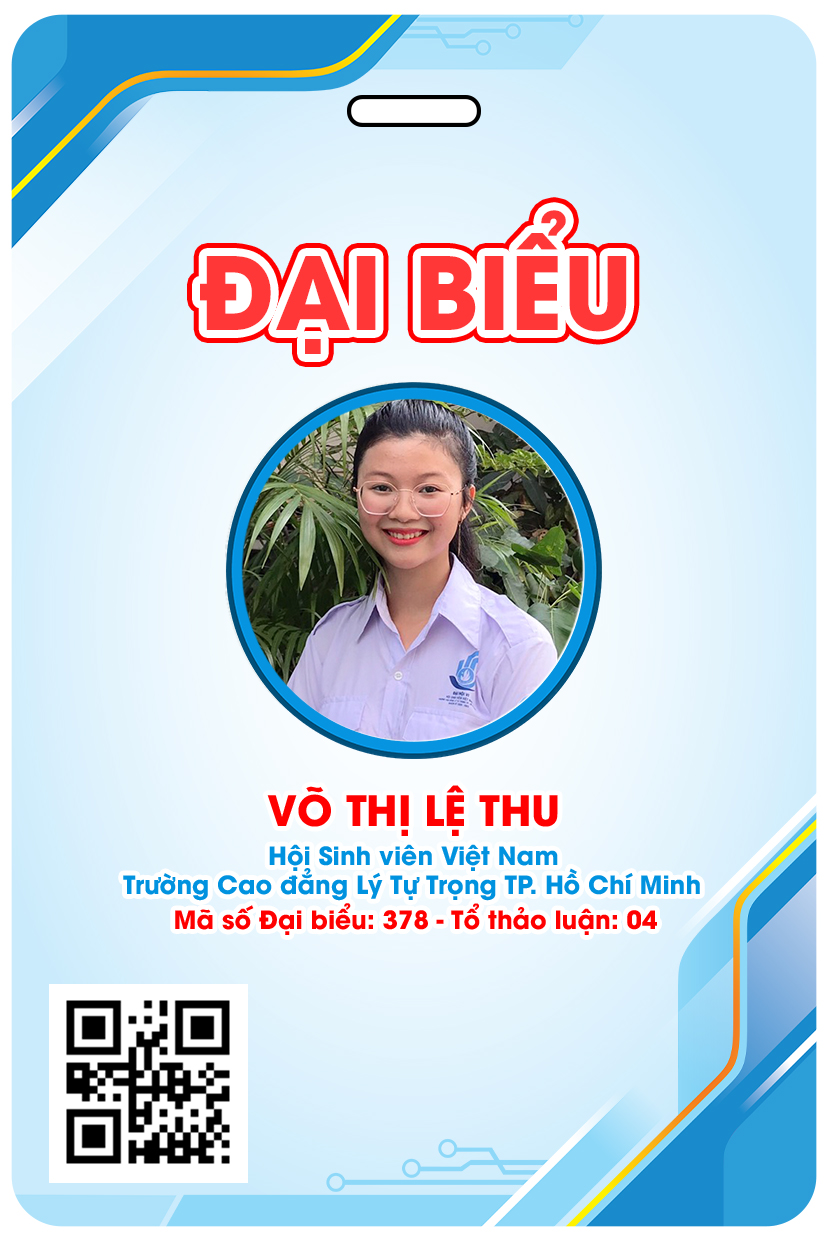 ĐẠI BIỂU
VÕ THỊ LỆ THU
Hội Sinh viên Việt Nam
Trường Cao đẳng Lý Tự Trọng TP. Hồ Chí Minh
Mã số Đại biểu: 378 - Tổ thảo luận: 04